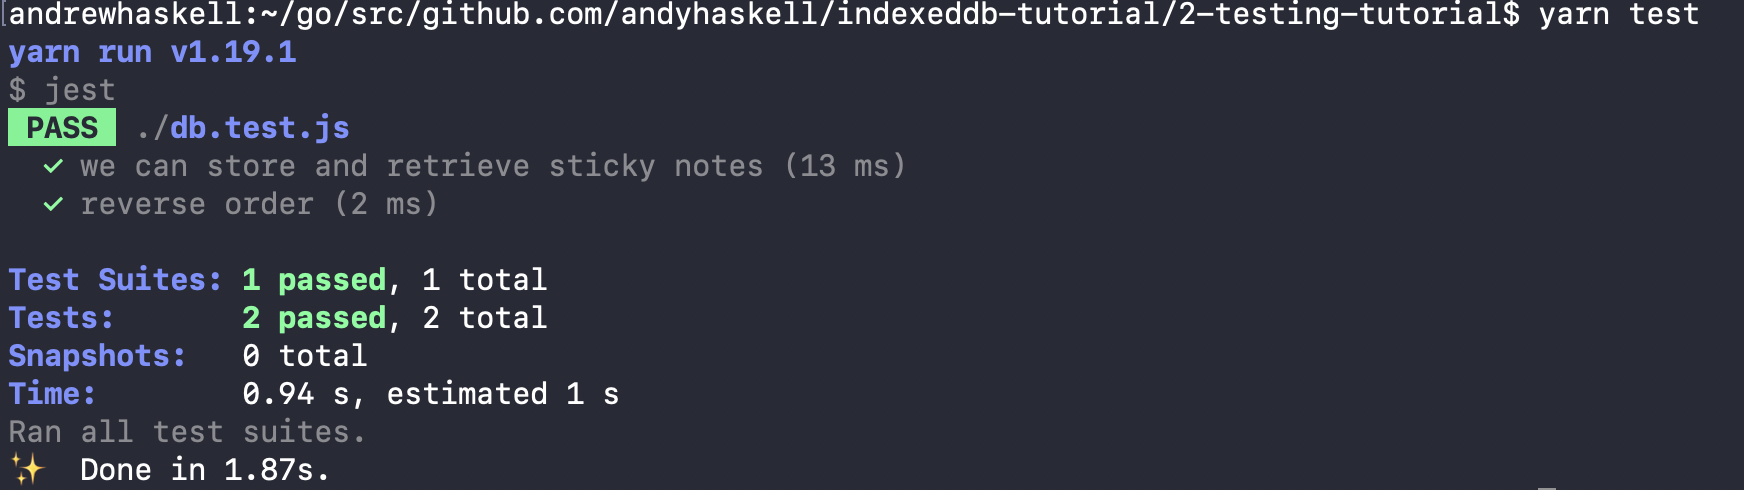 andrewhaskell:~/go/src/github.com/andyhaskell/indexeddb-tutorial/2-testing-tutorial$ yarn test
yarn run v1.19.1
$ jest
PASS ./db.test.js
✓ we can store and retrieve sticky notes (13 ms)
✓ reverse order (2 ms)
Test Suites: 1 passed, 1 total
Tests: 2 passed, 2 total
Snapshots: 0 total
Time: 0.94 s, estimated 1 s
Ran all test suites.
✨ Done in 1.87s.